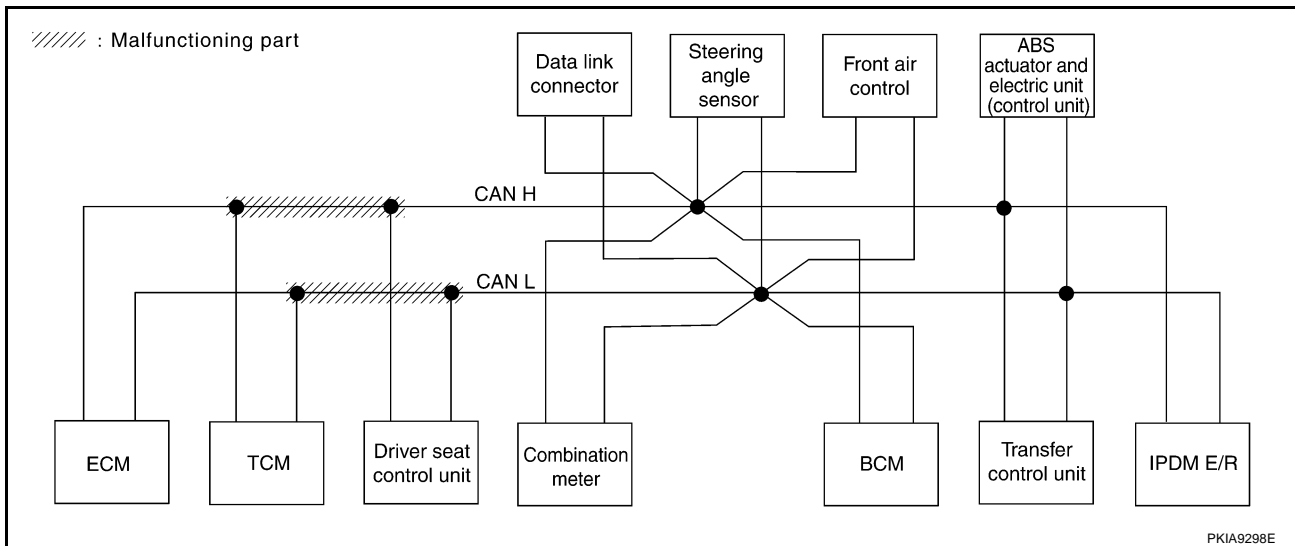 : Malfunctioning part
Data link
connector
Steering
angle
sensor
Front air
control
ABS
actuator and
electric unit
(control unit)
CAN H
CAN L
ECM
TCM
Driver seat
control unit
Combination
meter
BCM
Transfer
control unit
IPDM E/R
PKIA9298E